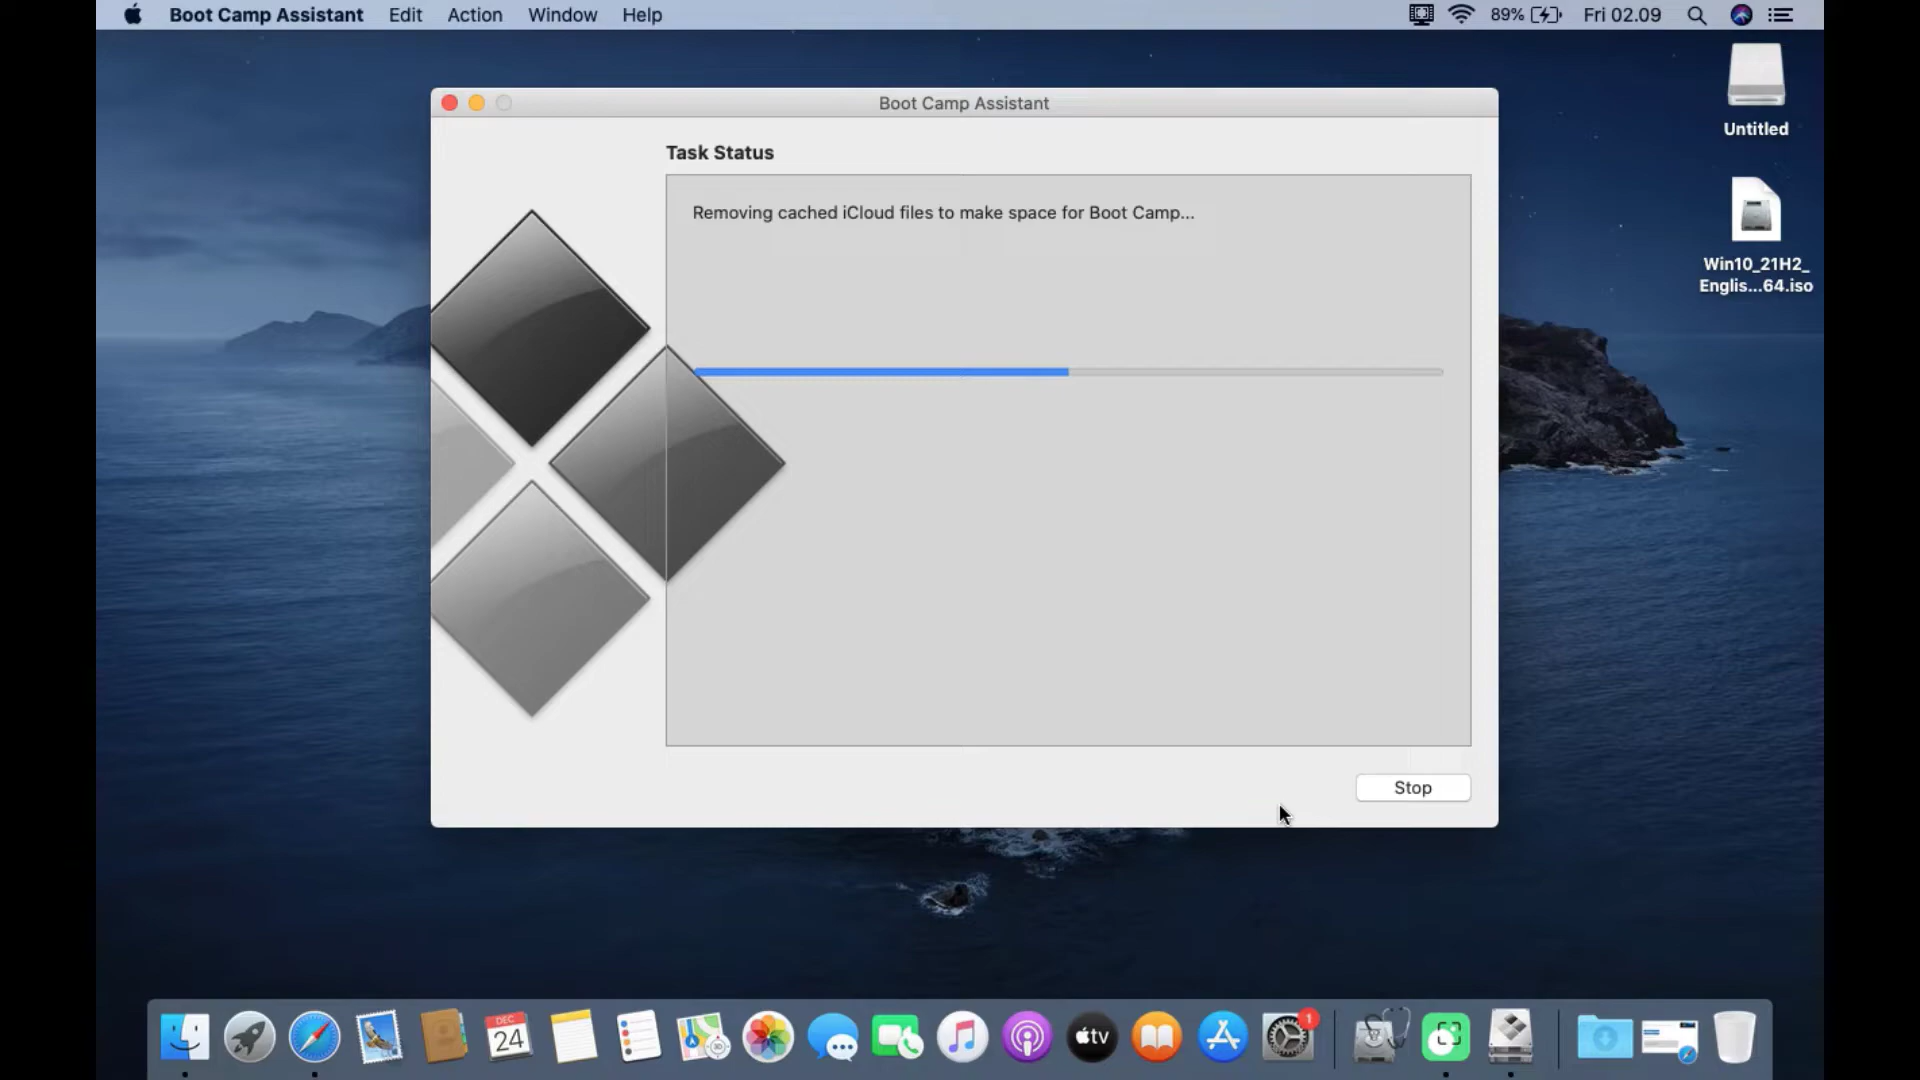 Boot Camp Assistant Edit Action Window Help 89% Fri 02.09
Boot Camp Assistant
Task Status
Removing cached iCloud files to make space for Boot Camp...
Stop
Untitled
Win10_21H2_
Englis...64.iso
DEC
24
tv
1